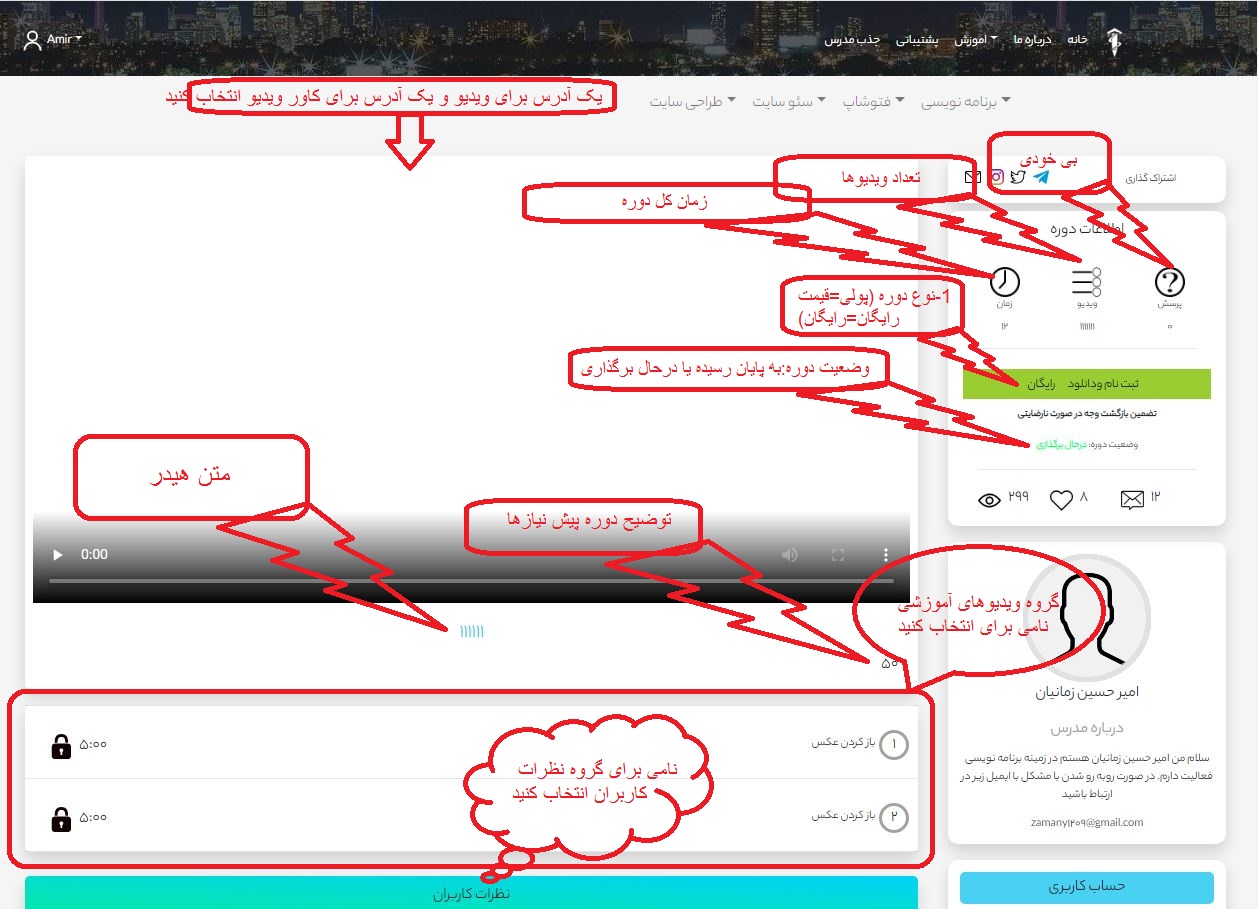 خانه
درباره ما
آموزش
پشتیبانی
جذب مدرس
Amir
برنامه نویسی
فتوشاپ
سئو سایت
طراحی سایت
یک آدرس برای ویدیو و یک آدرس برای کاور ویدیو انتخاب کنید
بی خودی
اشتراک گذاری
تعداد ویدیوها
زمان کل دوره
اطلاعات دوره
پرسش
ویدیو
زمان
۰
۱۱۱۱۱۱
۱۲
1-نوع دوره (پولی=قیمت
رایگان=رایگان)
ثبت نام ودانلود رایگان
وضعیت دوره:به پایان رسیده یا درحال برگذاری
تضمین بازگشت وجه در صورت نارضایتی
وضعیت دوره: درحال برگذاری
۱۲
۸
۲۹۹
متن هیدر
توضیح دوره پیش نیازها
0:00
گروه ویدیوهای آموزشی
نامی برای انتخاب کنید
۱۱۱۱۱۱
۵۰
امیر حسین زمانیان
درباره مدرس
سلام من امیر حسین زمانیان هستم در زمینه برنامه نویسی
فعالیت دارم. در صورت روبه رو شدن با مشکل با ایمیل زیر در
ارتباط باشید
zamany۱۲۰۹@gmail.com
۱
باز کردن عکس
۵:۰۰
۲
باز کردن عکس
۵:۰۰
نامی برای گروه نظرات
کاربران انتخاب کنید
نظرات کاربران
حساب کاربری